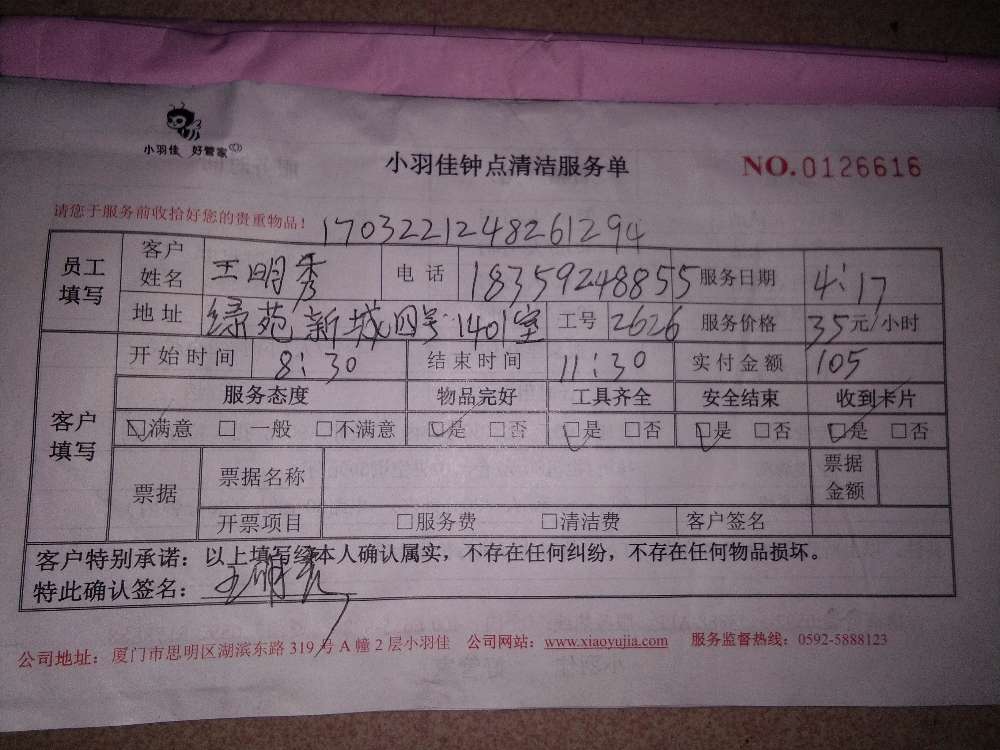 小羽佳 好管家
小羽佳钟点清洁服务单 NO.0126616
请您于服务前收拾好您的贵重物品! 1703221248261294
员工填写 客户姓名 王明秀 电话 18359248855 服务日期 4:17
地址 绿苑新城四号1401室 工号 2626 服务价格 35元/小时
客户填写 开始时间 8:30 结束时间 11:30 实付金额 105
服务态度 物品完好 工具齐全 安全结束 收到卡片
☑满意 □一般 □不满意 ☑是 □否 ☑是 □否 ☑是 □否 ☑是 □否
票据 票据名称 票据金额
开票项目 □服务费 □清洁费 客户签名
客户特别承诺：以上填写经本人确认属实，不存在任何纠纷，不存在任何物品损坏。
特此确认签名：王明秀
公司地址：厦门市思明区湖滨东路319号A幢2层小羽佳 公司网站：www.xiaoyujia.com 服务监督热线：0592-5888123